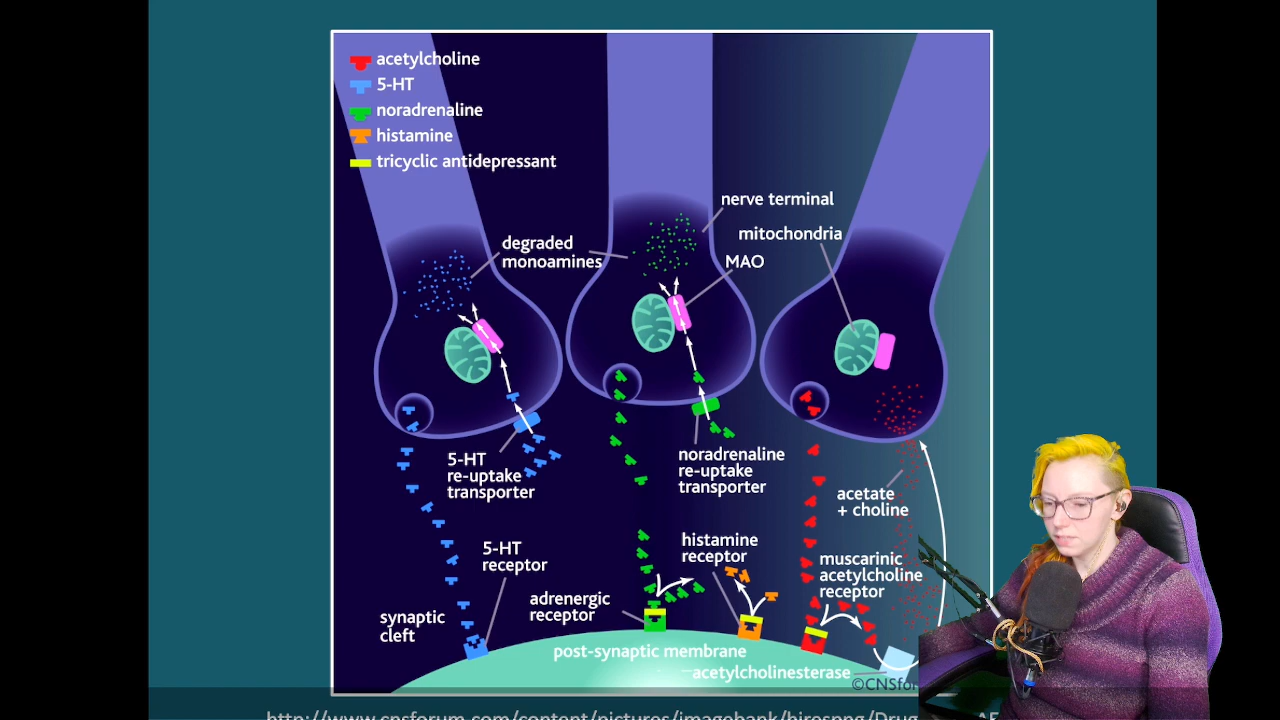 acetylcholine
5-HT
noradrenaline
histamine
tricyclic antidepressant
nerve terminal
mitochondria
MAO
degraded
monoamines
5-HT
re-uptake
transporter
noradrenaline
re-uptake
transporter
acetate
+ choline
5-HT
receptor
histamine
receptor
muscarinic
acetylcholine
receptor
adrenergic
receptor
synaptic
cleft
post-synaptic membrane
acetylcholinesterase
©CNSfor